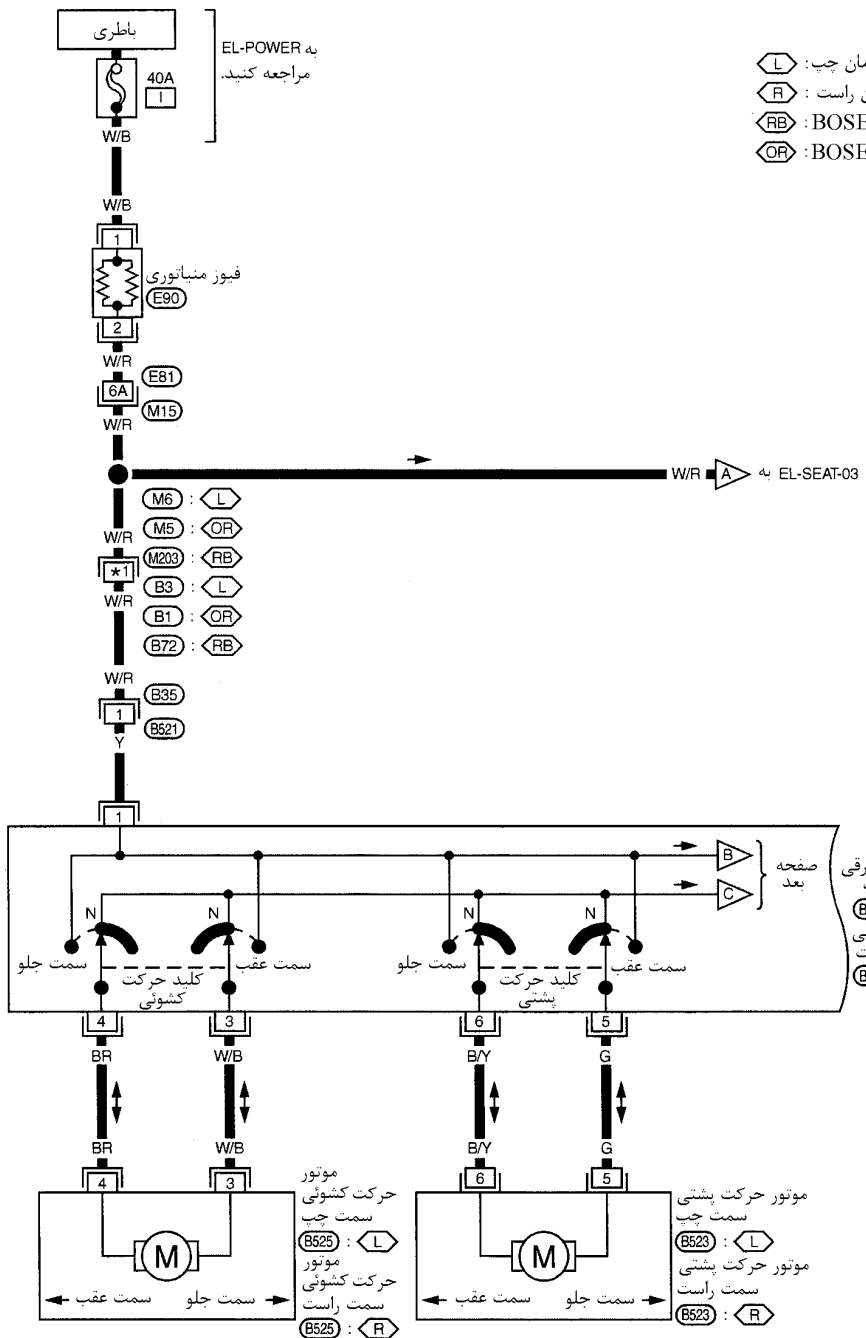 باطری
به EL-POWER
مراجعه کنید.
40A
I
W/B
W/B
1
فیوز منیاتوری
E90
2
W/R
6A
E81
M15
W/R
W/R A به EL-SEAT-03
مان چپ: L
راست : R
BOSE : RB
BOSE : OR
M6 : L
M5 : OR
M203 : RB
B3 : L
B1 : OR
B72 : RB
W/R
*1
W/R
W/R
B35
1
B521
Y
1
B
C
صفحه
بعد
رقی
N
N
N
N
سمت جلو
کلید حرکت
کشوئی
سمت عقب
سمت جلو
کلید حرکت
پشتی
سمت عقب
4
3
6
5
BR
W/B
B/Y
G
BR
W/B
B/Y
G
4
3
6
5
M
M
سمت عقب
سمت جلو
سمت عقب
سمت جلو
موتور
حرکت کشوئی
سمت چپ
B525 : L
موتور
حرکت کشوئی
سمت راست
B525 : R
موتور حرکت پشتی
سمت چپ
B523 : L
موتور حرکت پشتی
سمت راست
B523 : R